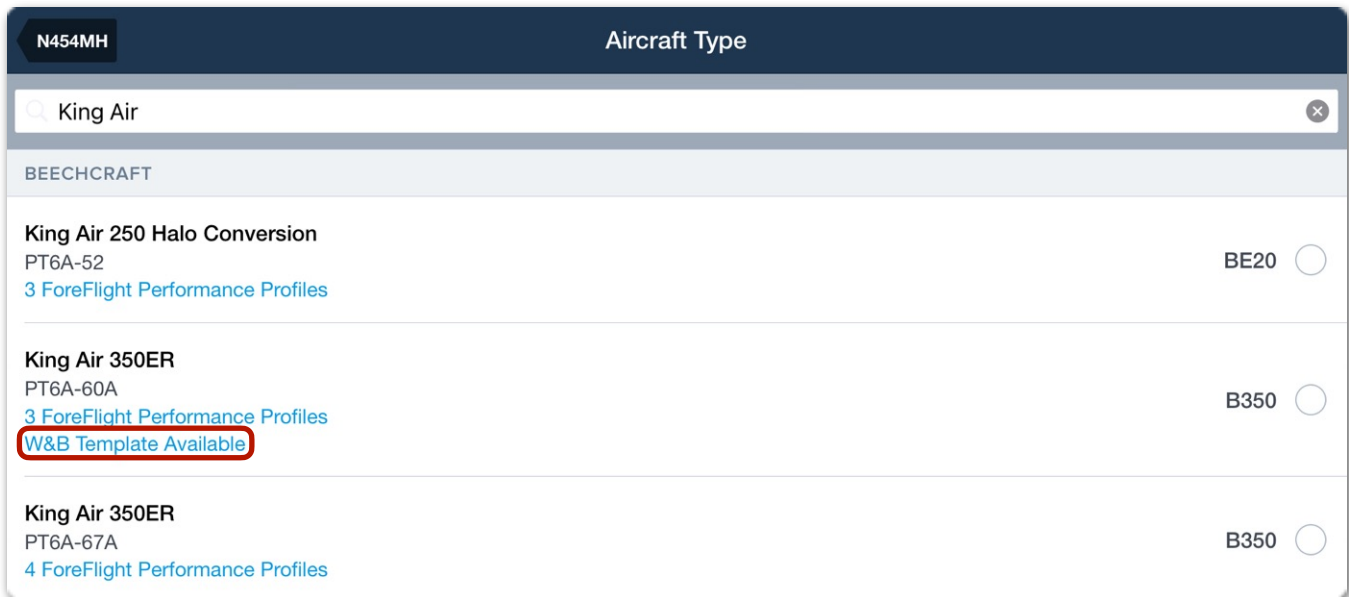 N454MH
Aircraft Type
King Air
BEECHCRAFT
King Air 250 Halo Conversion
PT6A-52
3 ForeFlight Performance Profiles
BE20
King Air 350ER
PT6A-60A
3 ForeFlight Performance Profiles
W&B Template Available
B350
King Air 350ER
PT6A-67A
4 ForeFlight Performance Profiles
B350